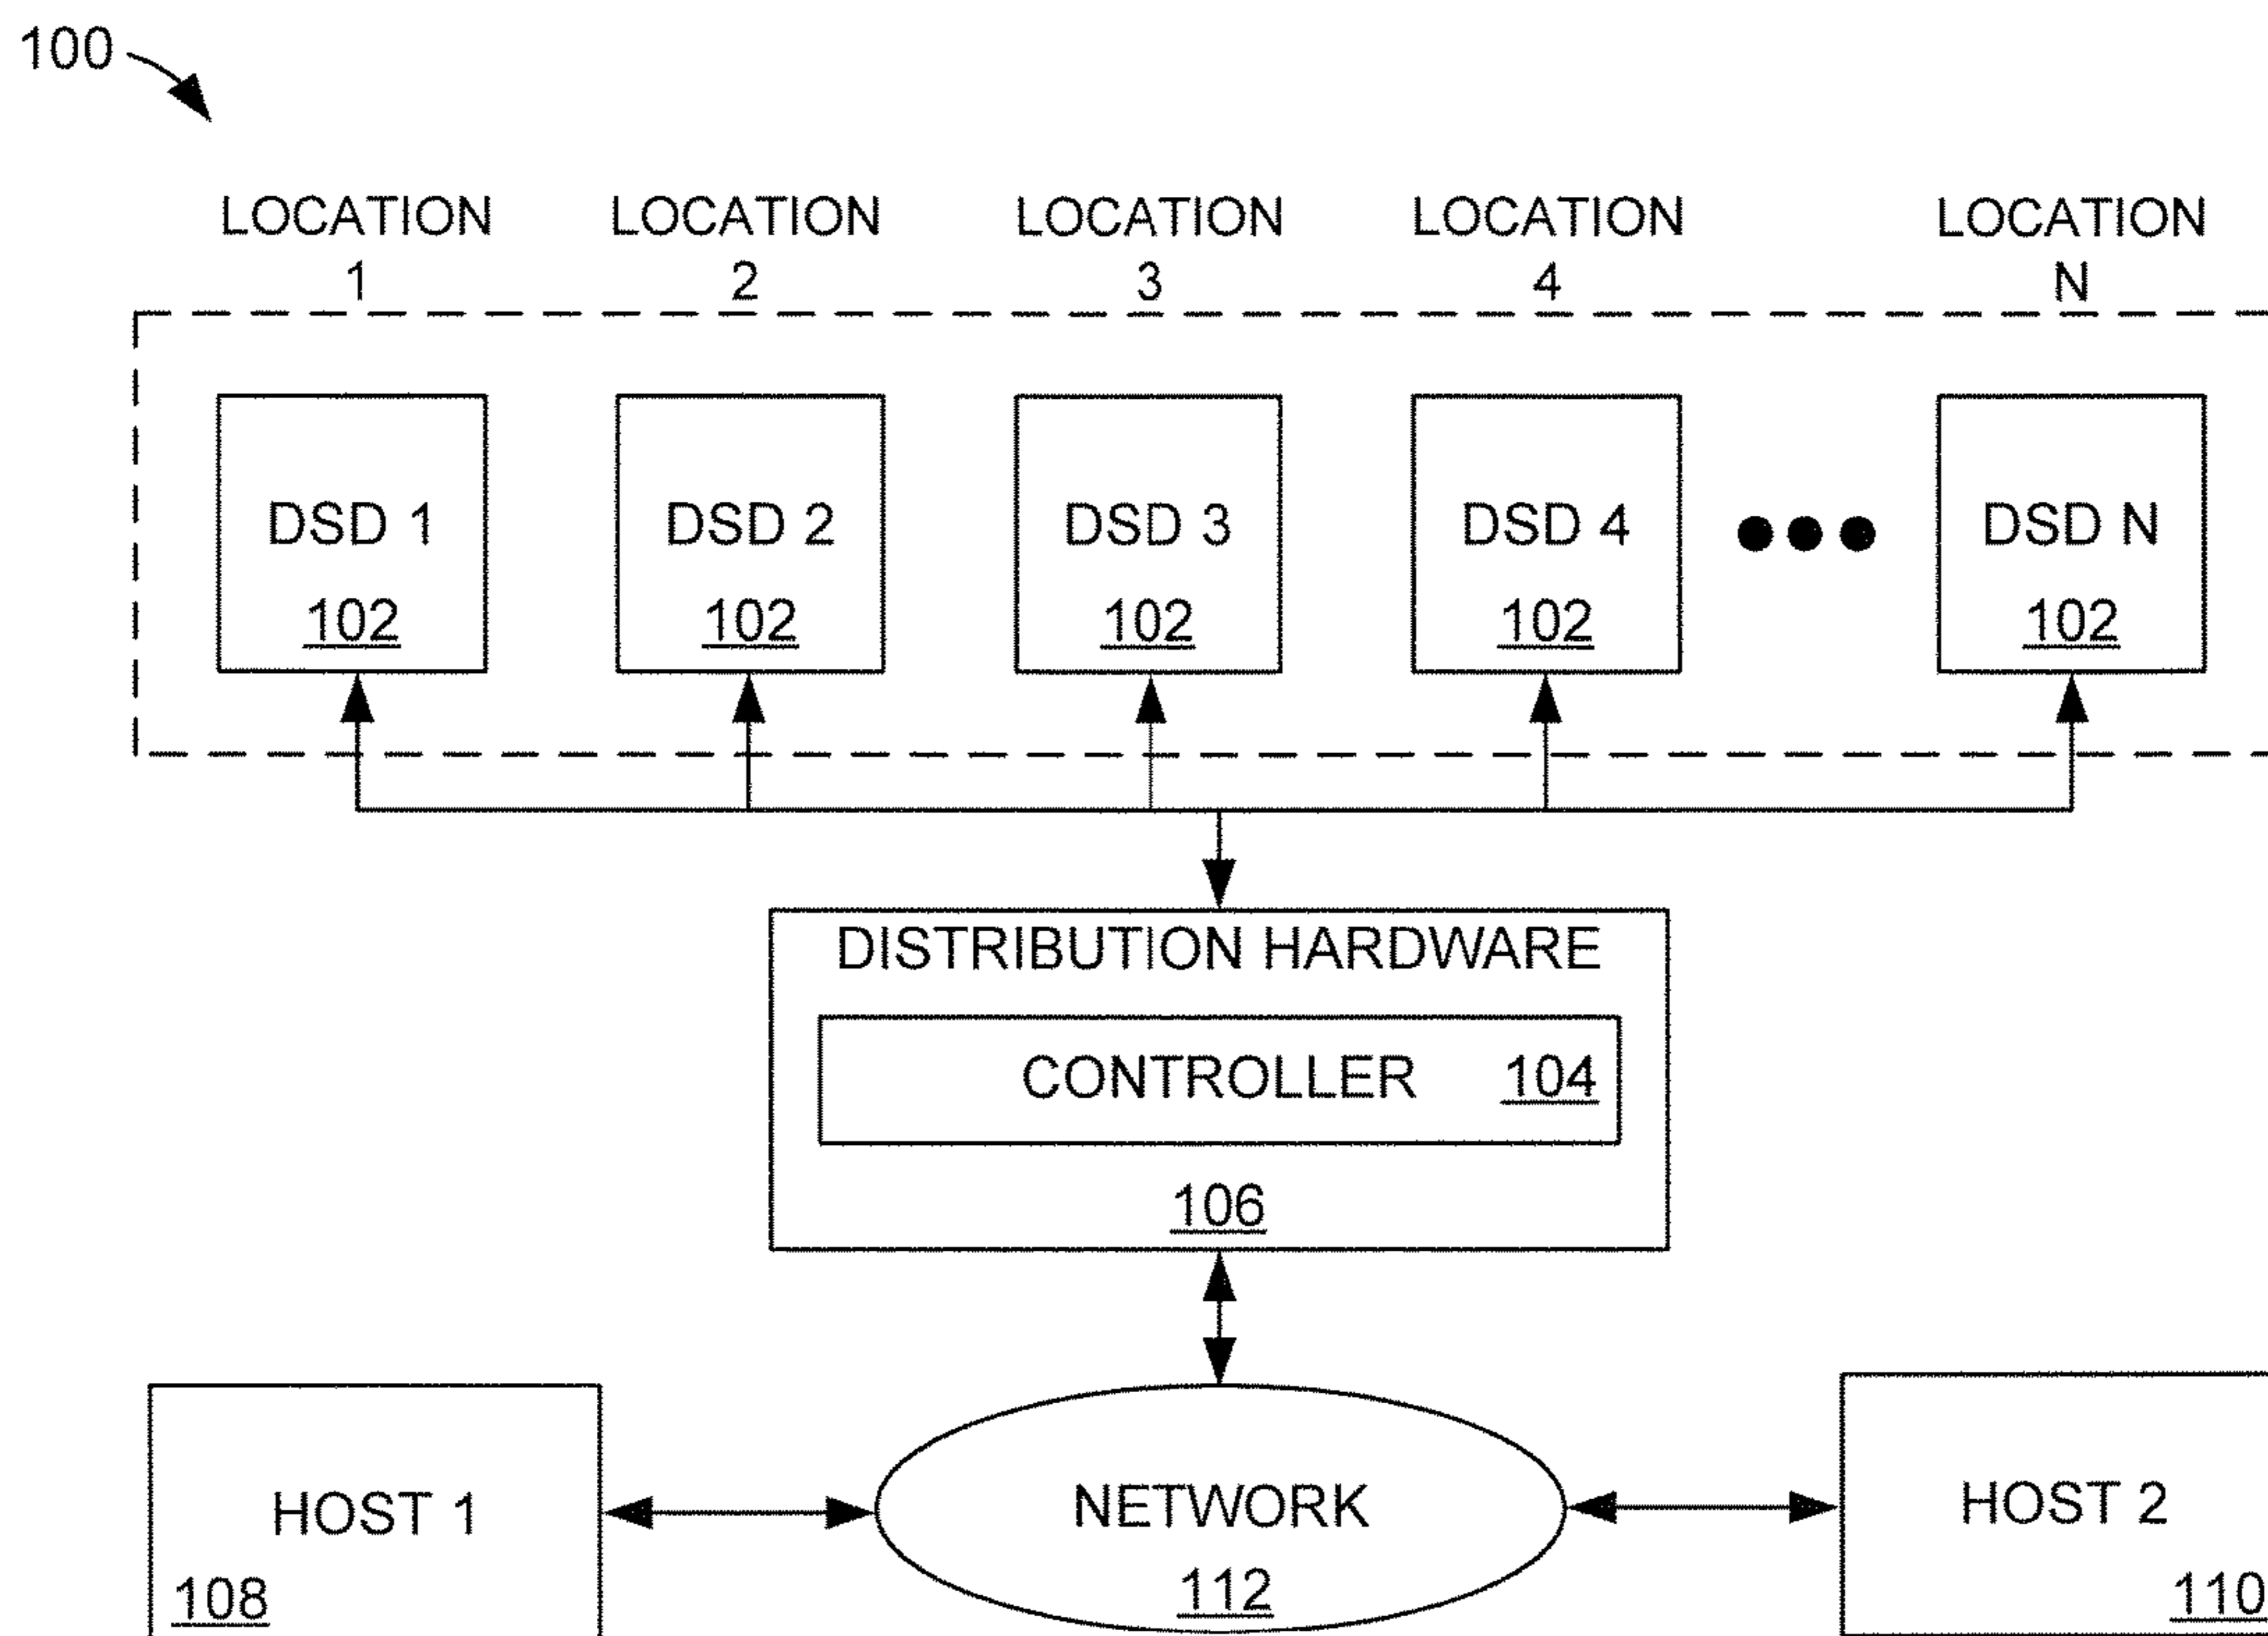 100
LOCATION LOCATION LOCATION LOCATION LOCATION
1 2 3 4 N
DSD 1 DSD 2 DSD 3 DSD 4 DSD N
102 102 102 102 102
DISTRIBUTION HARDWARE
CONTROLLER 104
106
HOST 1 NETWORK HOST 2
108 112 110